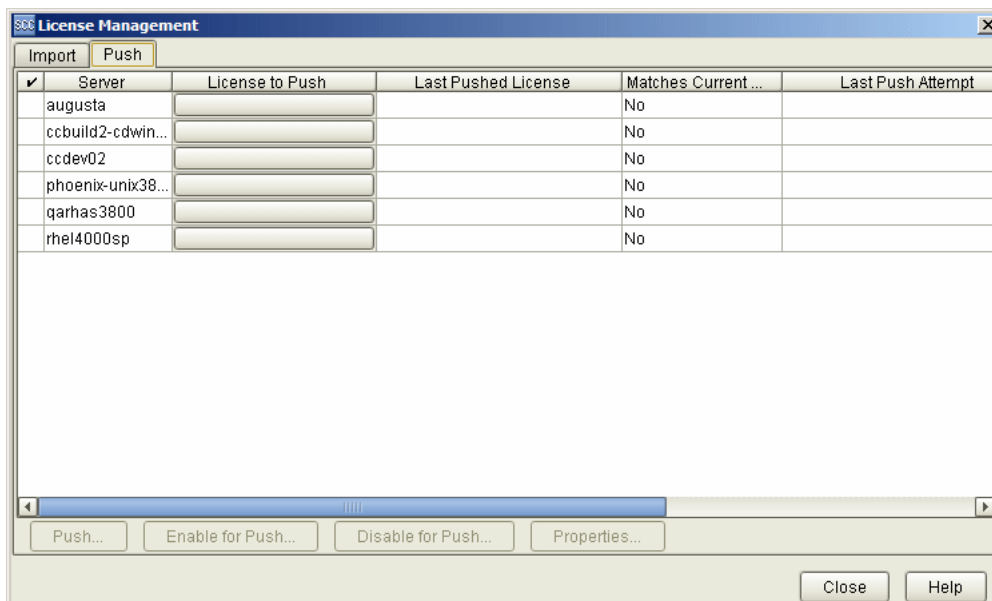 SCC License Management
Import Push
✔ Server License to Push Last Pushed License Matches Current ... Last Push Attempt
augusta No
ccbuild2-cdwin... No
ccdev02 No
phoenix-unix38... No
qarhas3800 No
rhel4000sp No
Push... Enable for Push... Disable for Push... Properties...
Close Help